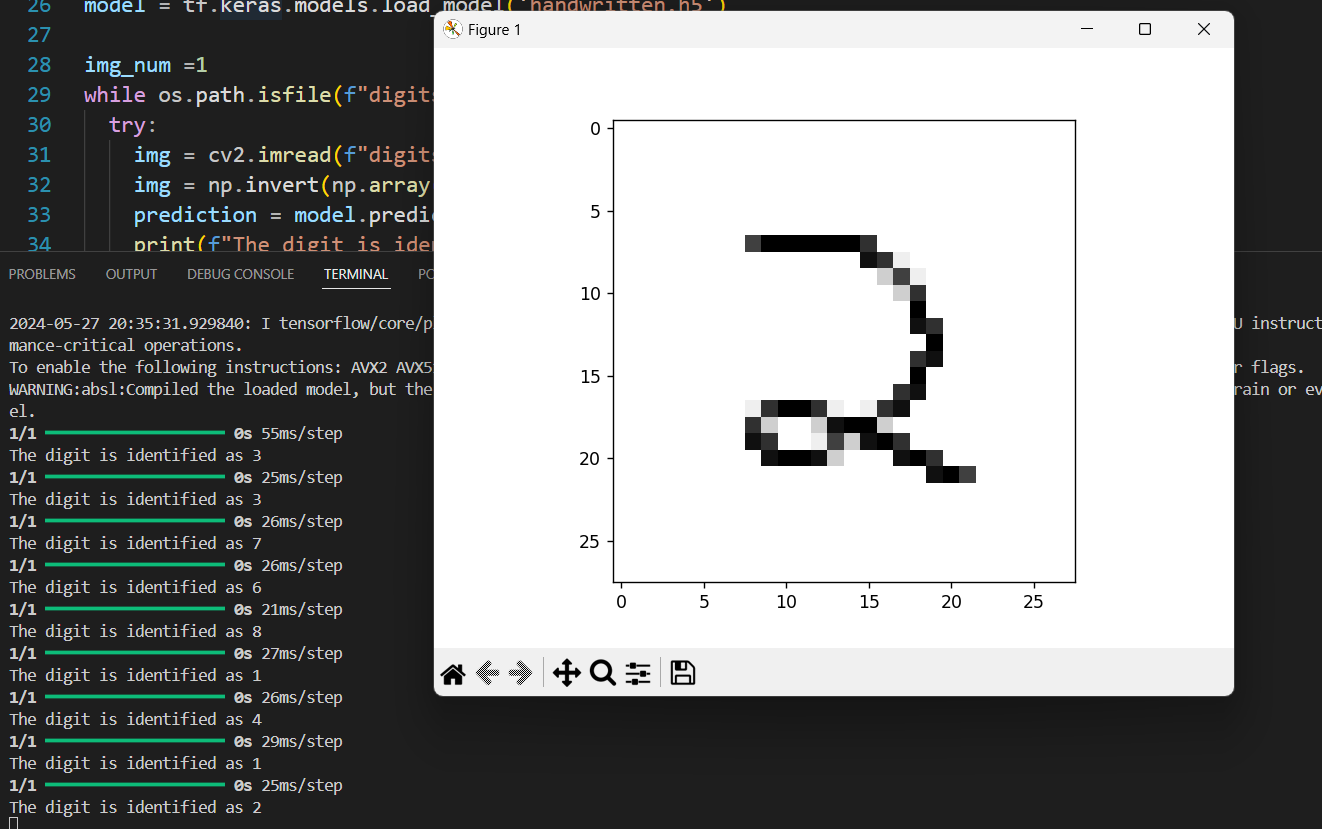 26 model = tf.keras.models.load_model('handwritten.h5')
27
28 img_num =1
29 while os.path.isfile(f"digits
30 try:
31 img = cv2.imread(f"digits
32 img = np.invert(np.array
33 prediction = model.predic
34 print(f"The digit is iden
PROBLEMS OUTPUT DEBUG CONSOLE TERMINAL PO
2024-05-27 20:35:31.929840: I tensorflow/core/p U instruct
mance-critical operations.
To enable the following instructions: AVX2 AVX5 r flags.
WARNING:absl:Compiled the loaded model, but the rain or ev
el.
1/1 0s 55ms/step
The digit is identified as 3
1/1 0s 25ms/step
The digit is identified as 3
1/1 0s 26ms/step
The digit is identified as 7
1/1 0s 26ms/step
The digit is identified as 6
1/1 0s 21ms/step
The digit is identified as 8
1/1 0s 27ms/step
The digit is identified as 1
1/1 0s 26ms/step
The digit is identified as 4
1/1 0s 29ms/step
The digit is identified as 1
1/1 0s 25ms/step
The digit is identified as 2
Figure 1
0
5
10
15
20
25
0 5 10 15 20 25
2